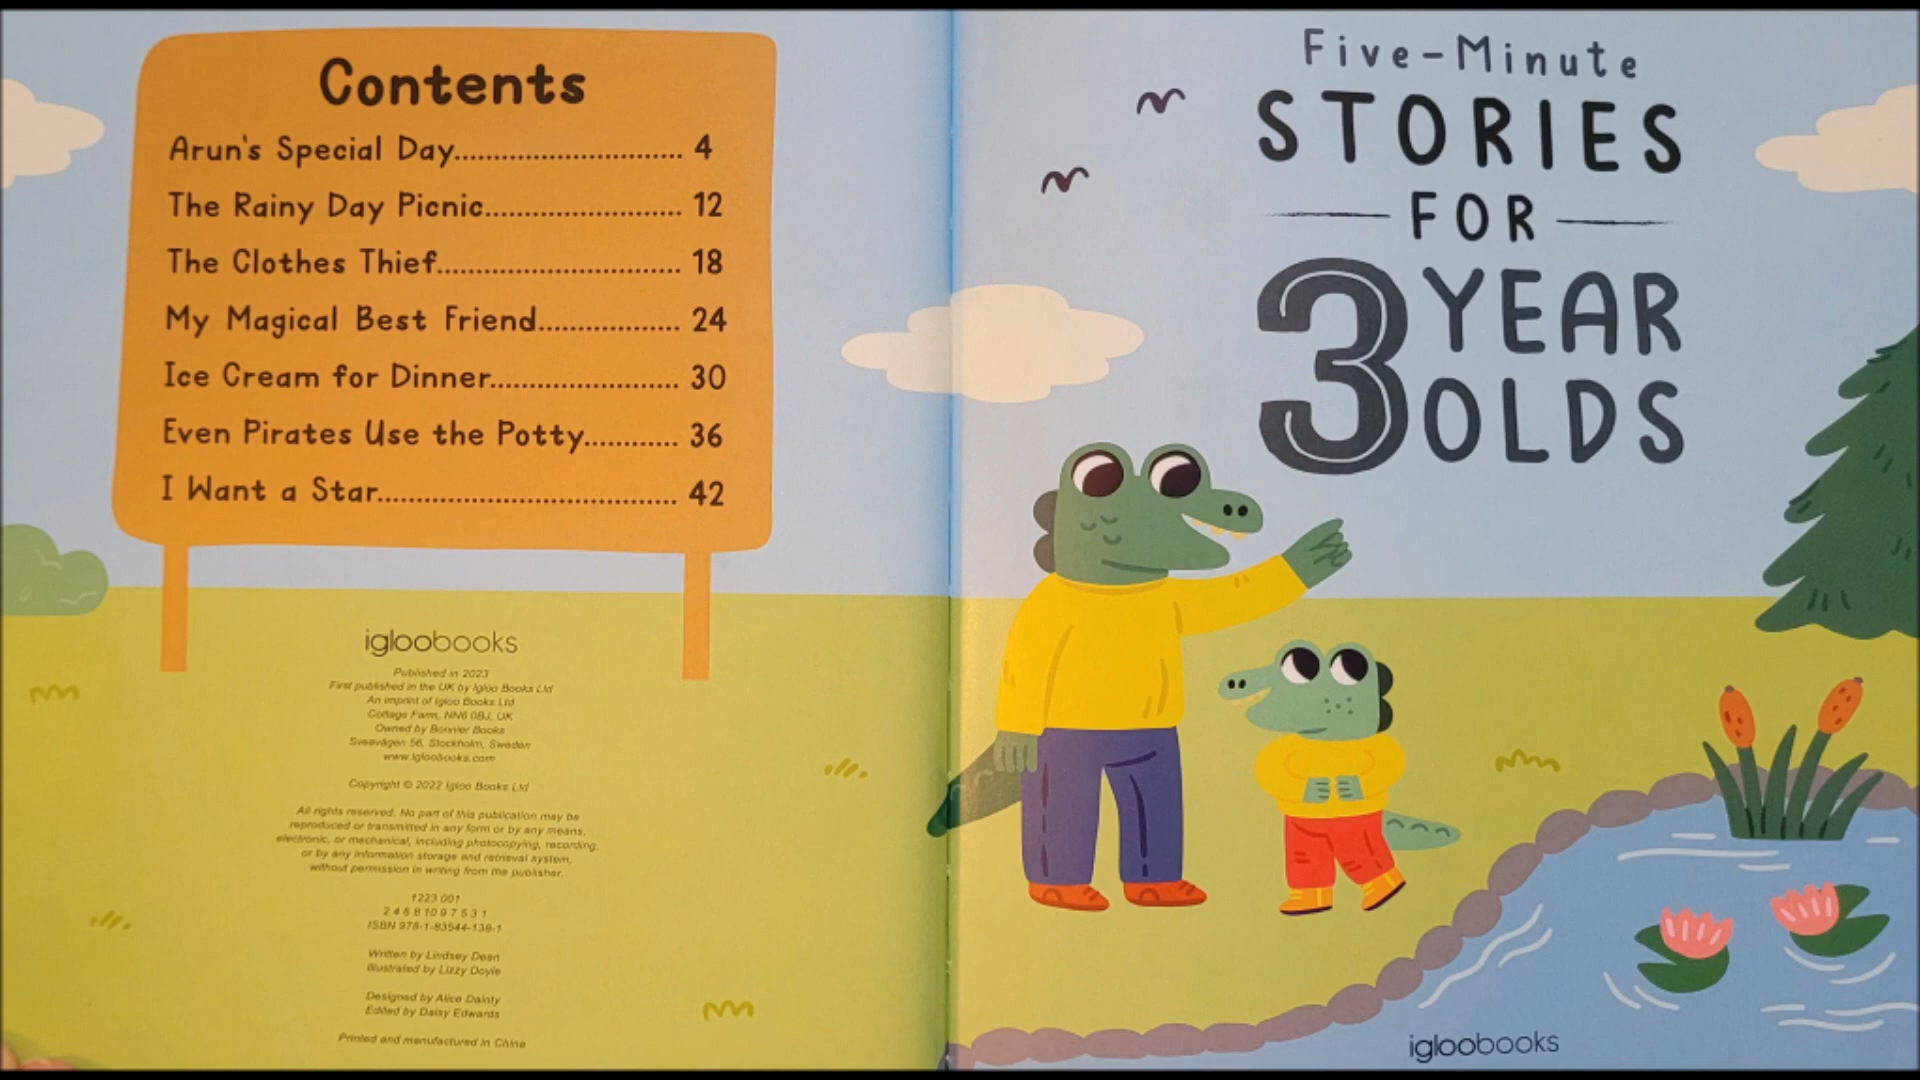 Contents
Arun's Special Day............................ 4
The Rainy Day Picnic......................... 12
The Clothes Thief............................... 18
My Magical Best Friend.................. 24
Ice Cream for Dinner........................ 30
Even Pirates Use the Potty............ 36
I Want a Star...................................... 42
igloobooks
Published in 2023
First published in the UK by Igloo Books Ltd
An imprint of Igloo Books Ltd
Cottage Farm, NN6 0BJ, UK
Owned by Bonnier Books
Sveavägen 56, Stockholm, Sweden
www.igloobooks.com
Copyright © 2022 Igloo Books Ltd
All rights reserved. No part of this publication may be
reproduced or transmitted in any form or by any means,
electronic, or mechanical, including photocopying, recording,
or by any information storage and retrieval system,
without permission in writing from the publisher.
1223 001
2 4 6 8 10 9 7 5 3 1
ISBN 978-1-83544-138-1
Written by Lindsey Dean
Illustrated by Lizzy Doyle
Designed by Alice Dainty
Edited by Daisy Edwards
Printed and manufactured in China
Five-Minute
STORIES
FOR
3 YEAR
OLDS
igloobooks